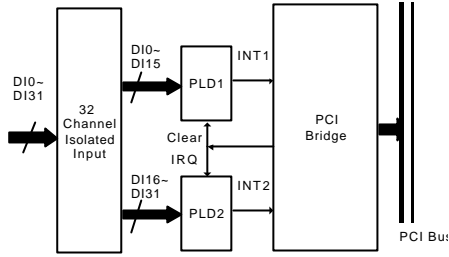 DI0~
DI31
32
Channel
Isolated
Input
DI0~
DI15
PLD1
INT1
Clear
IRQ
DI16~
DI31
PLD2
INT2
PCI
Bridge
PCI Bus